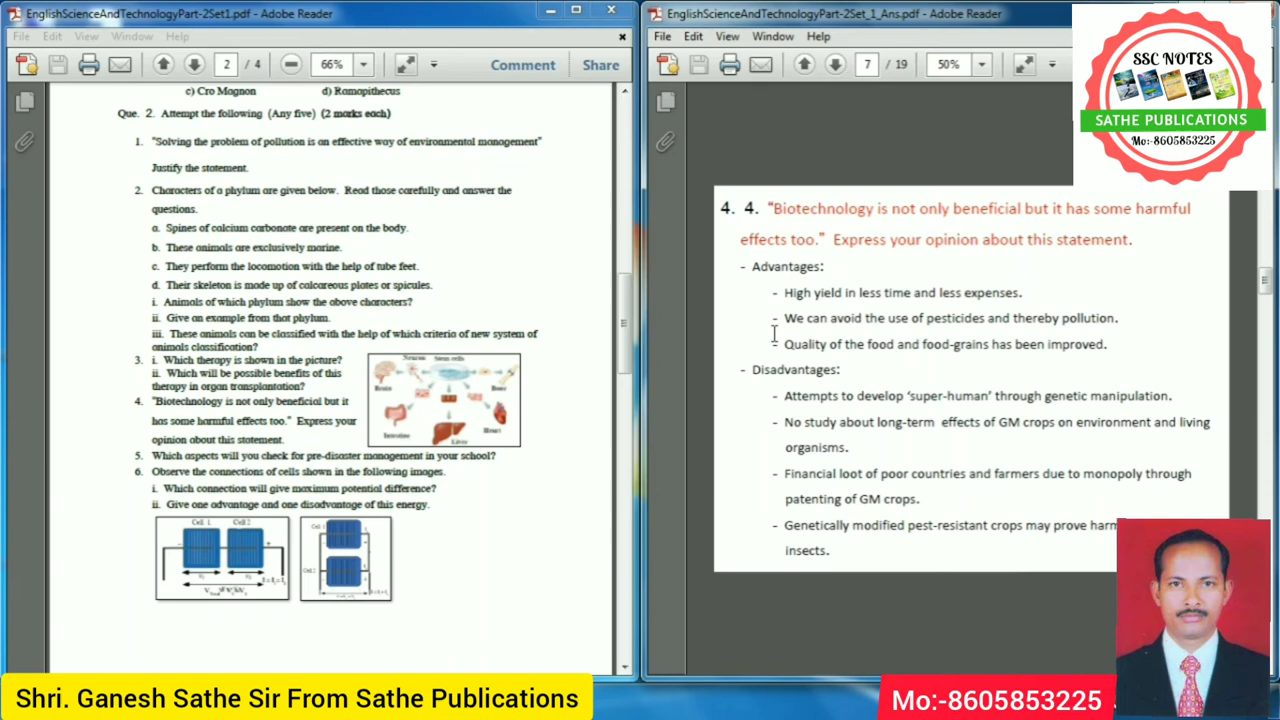 EnglishScienceAndTechnologyPart-2Set1.pdf - Adobe Reader
File Edit View Window Help
2 / 4 66% Comment Share
c) Cro Magnon d) Ramapithecus
Que. 2. Attempt the following (Any five) (2 marks each)
1. "Solving the problem of pollution is an effective way of environmental management"
Justify the statement.
2. Characters of a phylum are given below. Read those carefully and answer the
questions.
a. Spines of calcium carbonate are present on the body.
b. These animals are exclusively marine.
c. They perform the locomotion with the help of tube feet.
d. Their skeleton is made up of calcareous plates or spicules.
i. Animals of which phylum show the above characters?
ii. Give an example from that phylum.
iii. These animals can be classified with the help of which criteria of new system of
animals classification?
3. i. Which therapy is shown in the picture?
ii. Which will be possible benefits of this
therapy in organ transplantation?
Neuron Stem cells
Brain Bone
Intestine Liver Heart
4. "Biotechnology is not only beneficial but it
has some harmful effects too." Express your
opinion about this statement.
5. Which aspects will you check for pre-disaster management in your school?
6. Observe the connections of cells shown in the following images.
i. Which connection will give maximum potential difference?
ii. Give one advantage and one disadvantage of this energy.
Cell 1 Cell 2
EnglishScienceAndTechnologyPart-2Set_1_Ans.pdf - Adobe Reader
File Edit View Window Help
7 / 19 50%
SSC NOTES
SATHE PUBLICATIONS
Mo:-8605853225
4. 4. "Biotechnology is not only beneficial but it has some harmful
effects too." Express your opinion about this statement.
- Advantages:
- High yield in less time and less expenses.
- We can avoid the use of pesticides and thereby pollution.
- Quality of the food and food-grains has been improved.
- Disadvantages:
- Attempts to develop 'super-human' through genetic manipulation.
- No study about long-term effects of GM crops on environment and living
organisms.
- Financial loot of poor countries and farmers due to monopoly through
patenting of GM crops.
- Genetically modified pest-resistant crops may prove harm
insects.
Shri. Ganesh Sathe Sir From Sathe Publications
Mo:-8605853225